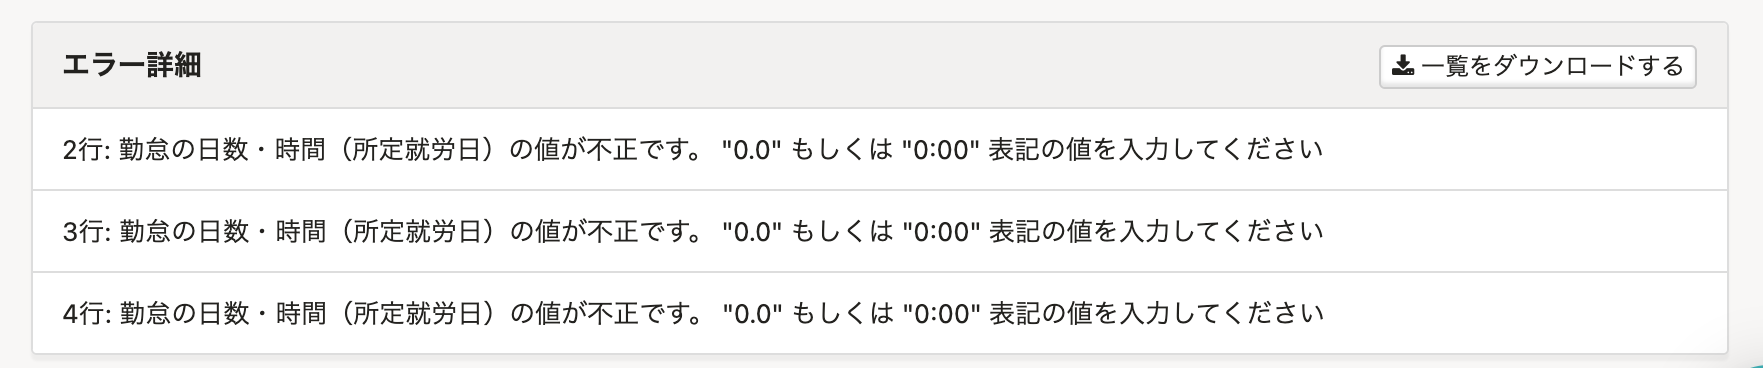 エラー詳細
一覧をダウンロードする
2行: 勤怠の日数・時間（所定就労日）の値が不正です。 "0.0" もしくは "0:00" 表記の値を入力してください
3行: 勤怠の日数・時間（所定就労日）の値が不正です。 "0.0" もしくは "0:00" 表記の値を入力してください
4行: 勤怠の日数・時間（所定就労日）の値が不正です。 "0.0" もしくは "0:00" 表記の値を入力してください